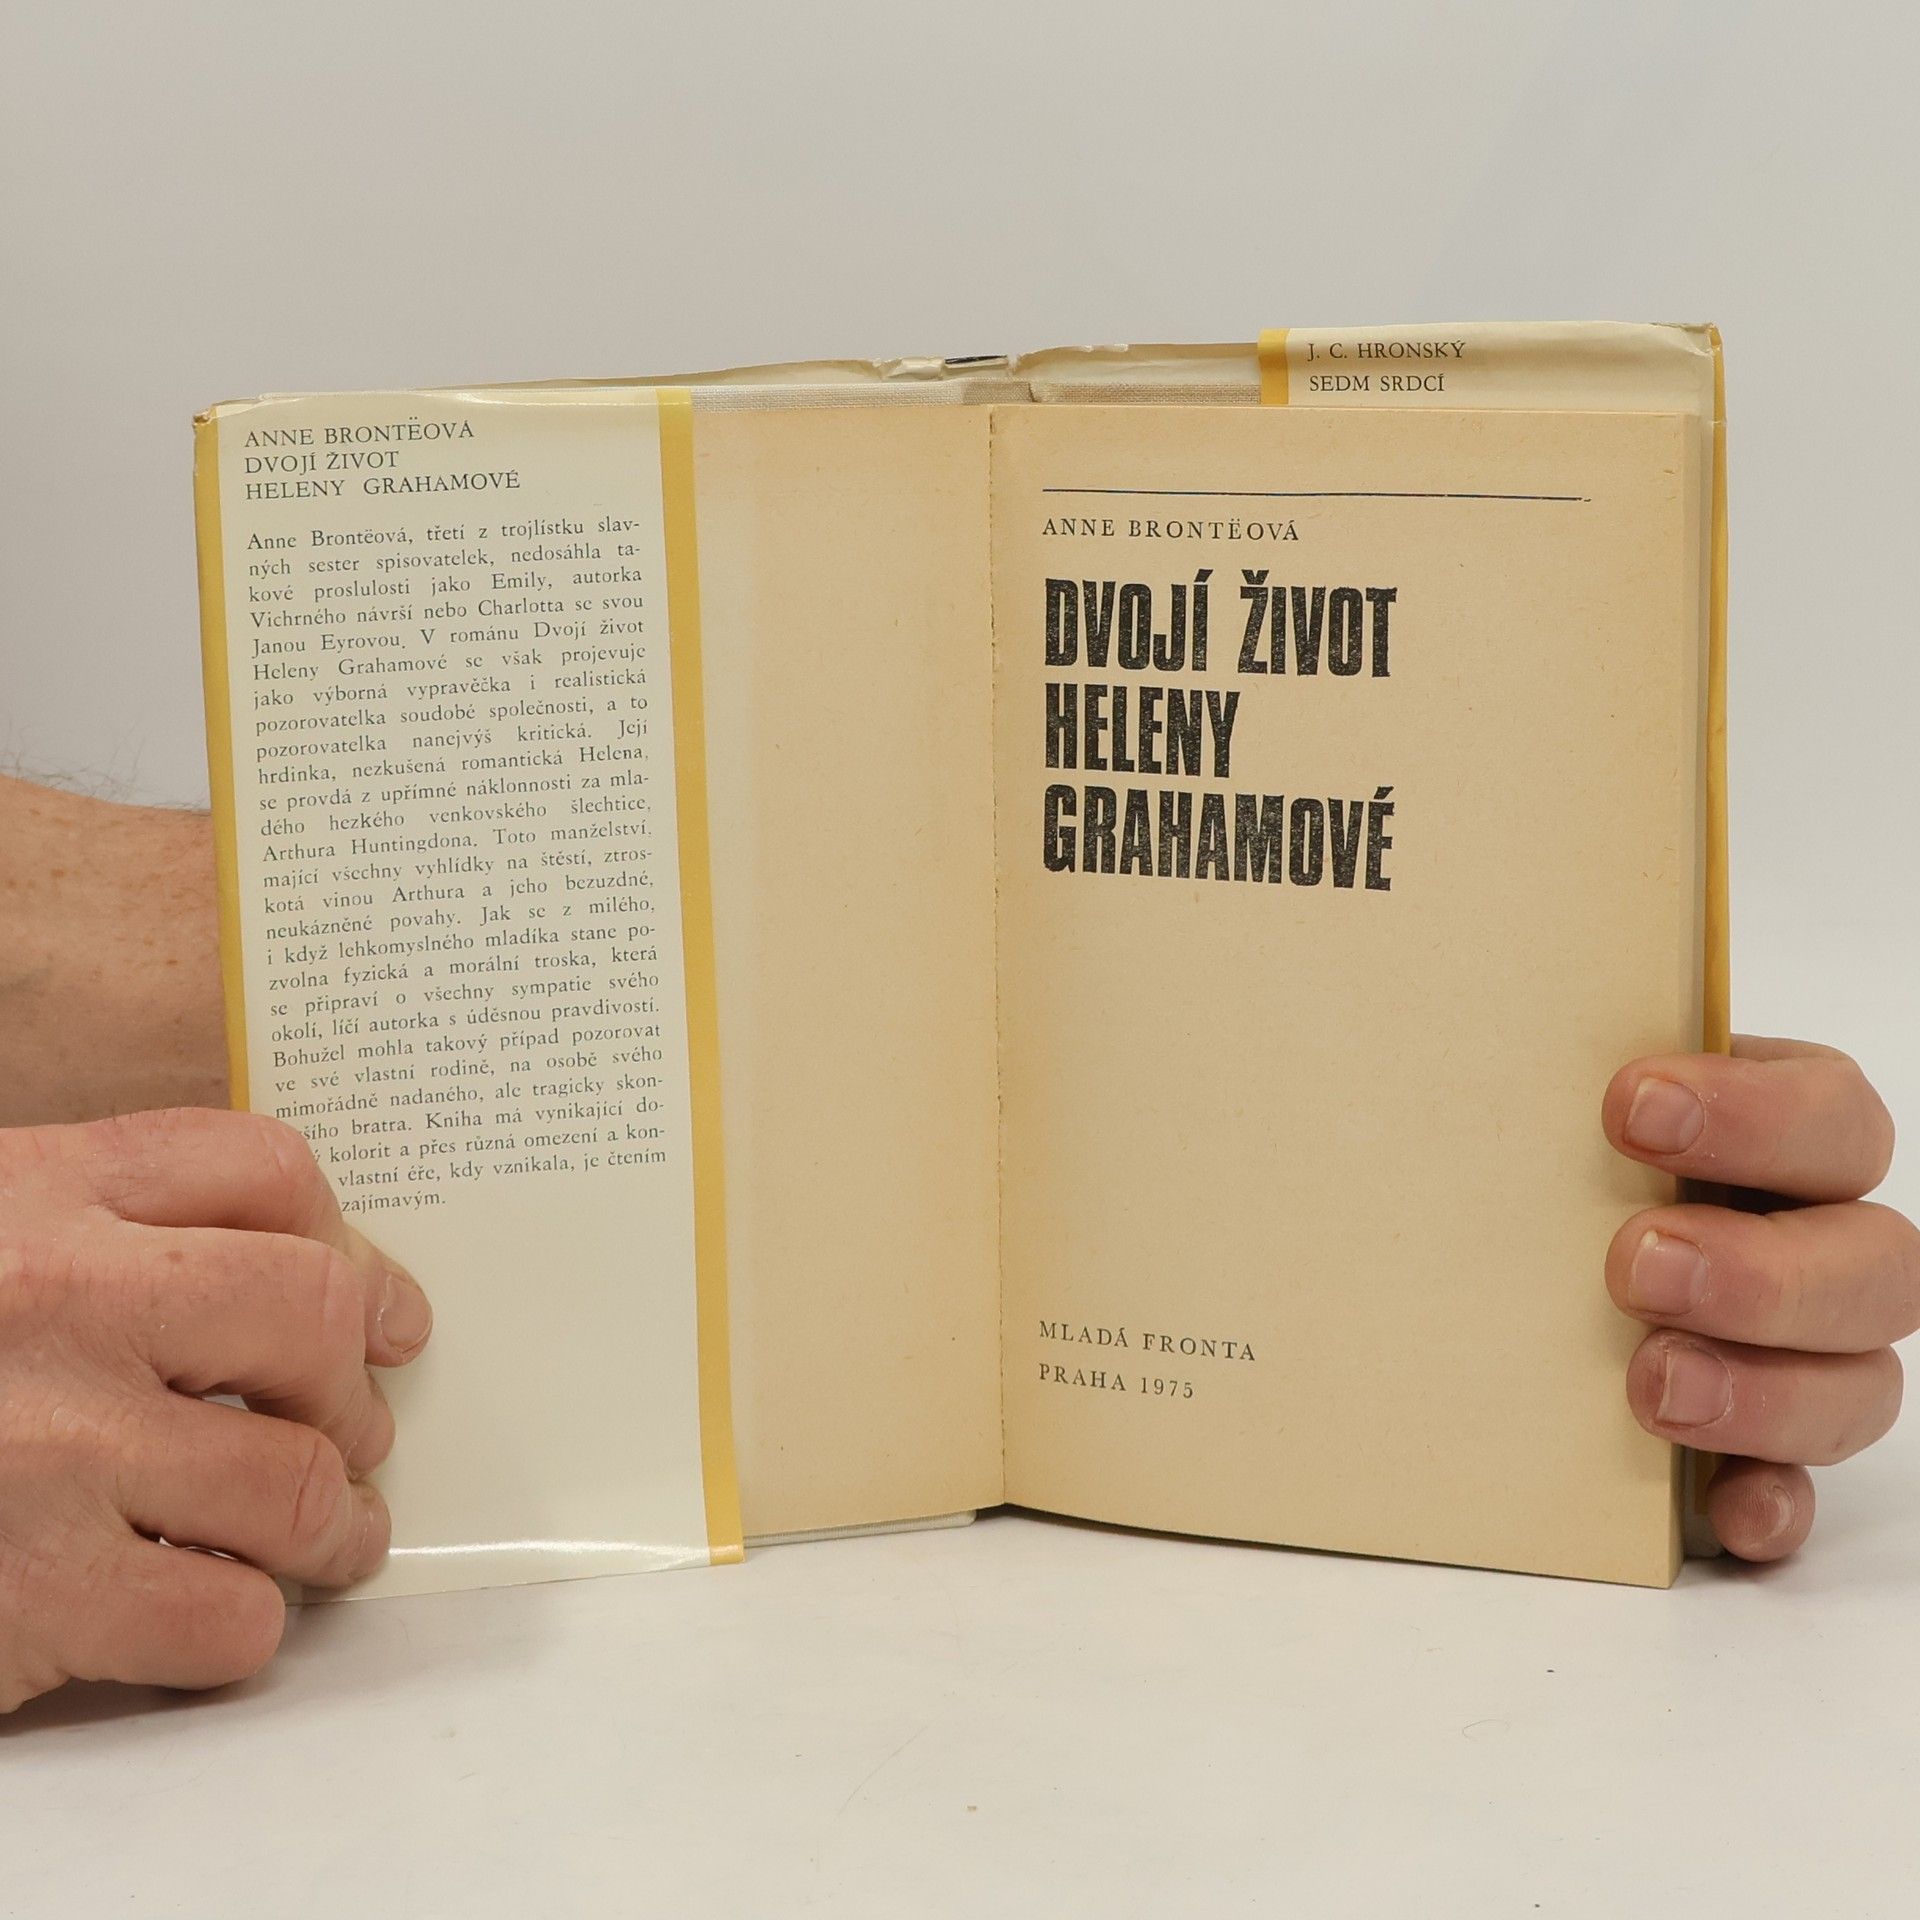 J. C. HRONSKÝ
SEDM SRDCÍ
ANNE BRONTËOVÁ
DVOJÍ ŽIVOT
HELENY GRAHAMOVÉ
Anne Brontëová, třetí z trojlístku slav-
ných sester spisovatelek, nedosáhla ta-
kové proslulosti jako Emily, autorka
Vichrného návrší nebo Charlotta se svou
Janou Eyrovou. V románu Dvojí život
Heleny Grahamové se však projevuje
jako výborná vypravěčka i realistická
pozorovatelka soudobé společnosti, a to
pozorovatelka nanejvýš kritická. Její
hrdinka, nezkušená romantická Helena,
se provdá z upřímné náklonnosti za mla-
dého hezkého venkovského šlechtice,
Arthura Huntingdona. Toto manželství,
mající všechny vyhlídky na štěstí, ztros-
kotá vinou Arthura a jeho bezuzdné,
neukázněné povahy. Jak se z milého,
i když lehkomyslného mladíka stane po-
zvolna fyzická a morální troska, která
se připraví o všechny sympatie svého
okolí, líčí autorka s úděsnou pravdivostí.
Bohužel mohla takový případ pozorovat
ve své vlastní rodině, na osobě svého
mimořádně nadaného, ale tragicky skon-
šího bratra. Kniha má vynikající do-
kolorit a přes různá omezení a kon-
vlastní éře, kdy vznikala, je čtením
zajímavým.
ANNE BRONTËOVÁ
DVOJÍ ŽIVOT
HELENY
GRAHAMOVÉ
MLADÁ FRONTA
PRAHA 1975